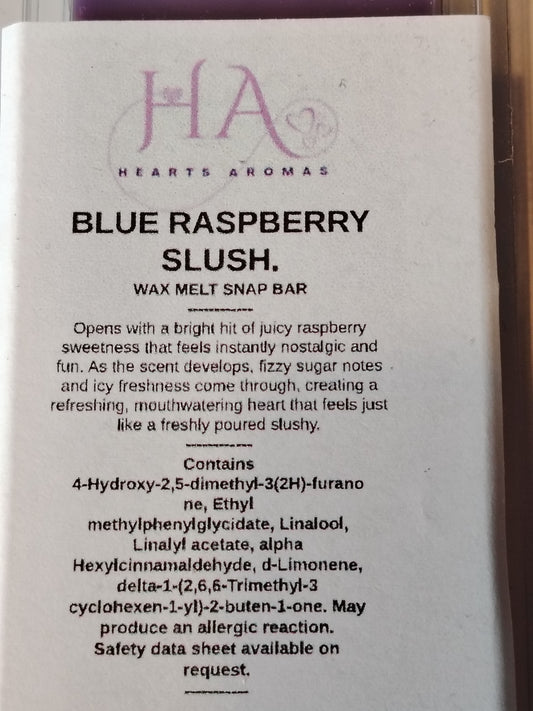 HA
HEARTS AROMAS
BLUE RASPBERRY
SLUSH.
WAX MELT SNAP BAR
Opens with a bright hit of juicy raspberry
sweetness that feels instantly nostalgic and
fun. As the scent develops, fizzy sugar notes
and icy freshness come through, creating a
refreshing, mouthwatering heart that feels just
like a freshly poured slushy.
Contains
4-Hydroxy-2,5-dimethyl-3(2H)-furano
ne, Ethyl
methylphenylglycidate, Linalool,
Linalyl acetate, alpha
Hexylcinnamaldehyde, d-Limonene,
delta-1-(2,6,6-Trimethyl-3
cyclohexen-1-yl)-2-buten-1-one. May
produce an allergic reaction.
Safety data sheet available on
request.